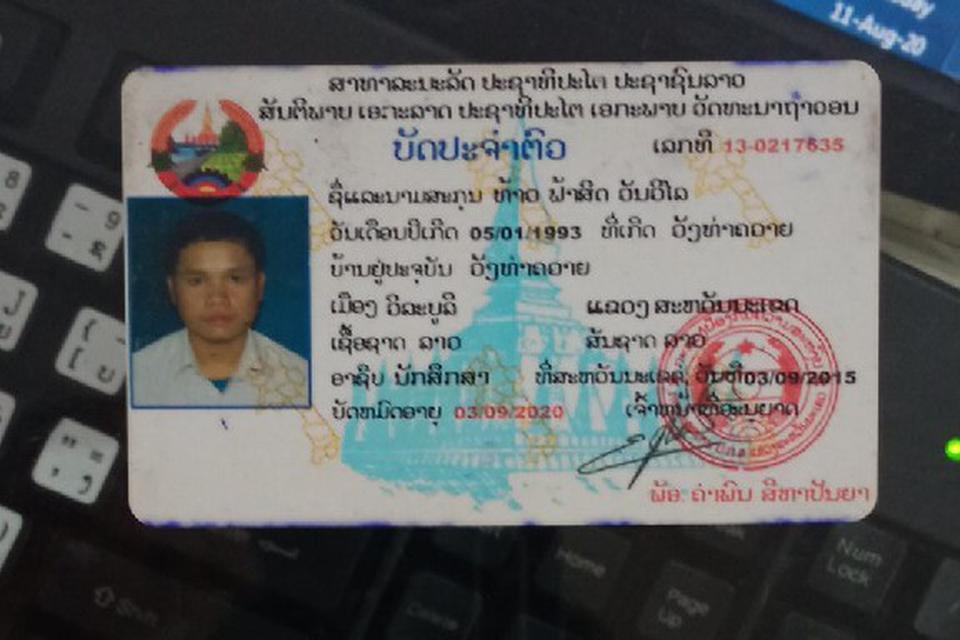 11-Aug-20
ສາທາລະນະລັດ ປະຊາທິປະໄຕ ປະຊາຊົນລາວ
ສັນຕິພາບ ເອກະລາດ ປະຊາທິປະໄຕ ເອກະພາບ ວັດທະນາຖາວອນ
ບັດປະຈຳຕົວ
ເລກທີ 13-0217635
ຊື່ແລະນາມສະກຸນ ທ້າວ ຟ້າສິດ ວັນວິໄລ
ວັນເດືອນປີເກີດ 05/01/1993 ທີ່ເກີດ ວັງທ່າຄວາຍ
ບ້ານຢູ່ປະຈຸບັນ ວັງທ່າຄວາຍ
ເມືອງ ວິລະບູລີ ແຂວງ ສະຫວັນນະເຂດ
ເຊື້ອຊາດ ລາວ ສັນຊາດ ລາວ
ອາຊີບ ນັກສຶກສາ ທີ່ສະຫວັນນະເຂດ, ວັນທີ 03/09/2015
ບັດຫມົດອາຍຸ 03/09/2020 ເຈົ້າຫນ້າທີ່ອະນຸຍາດ
ພັອ. ຄຳພົນ ສີຫາປັນຍາ
9
8
Home
Page Up
Num Lock
Shift
Delete